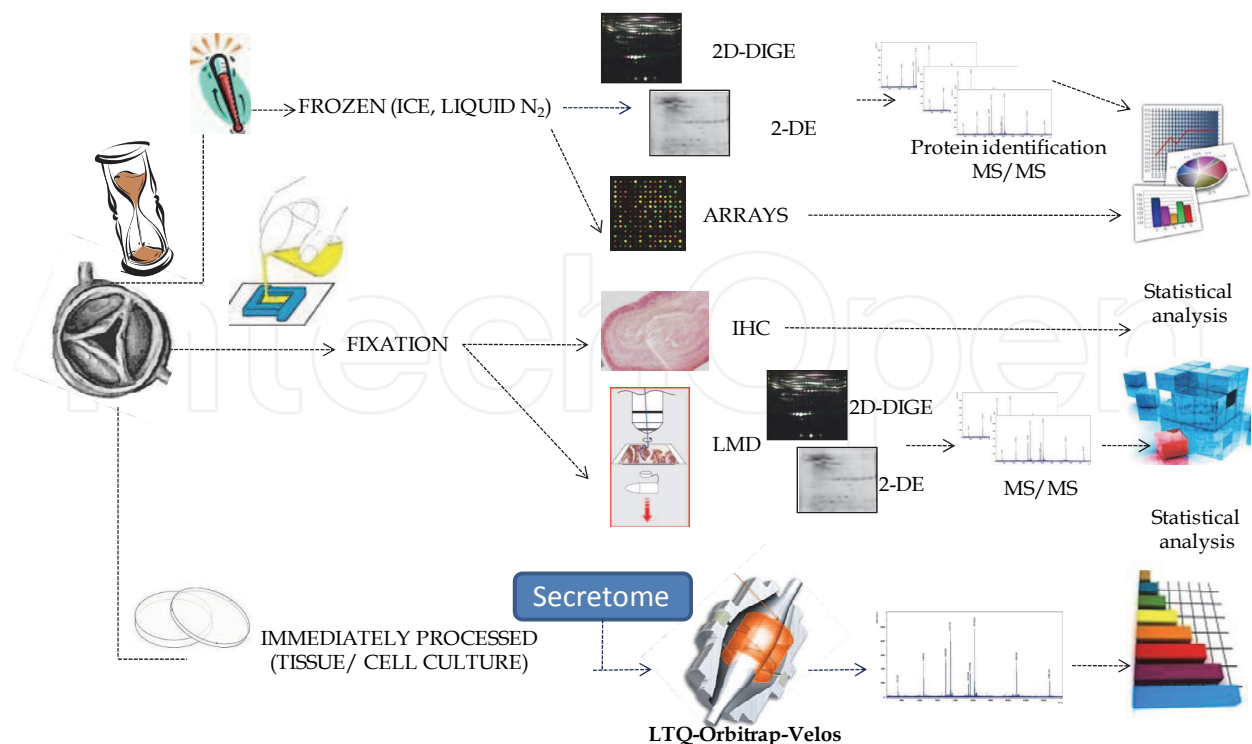 2D-DIGE
FROZEN (ICE, LIQUID N₂)
2-DE
Protein identification
MS/MS
ARRAYS
Statistical
analysis
IHC
FIXATION
2D-DIGE
LMD
2-DE
MS/MS
Statistical
analysis
Secretome
IMMEDIATELY PROCESSED
(TISSUE/ CELL CULTURE)
LTQ-Orbitrap-Velos
IntechOpen